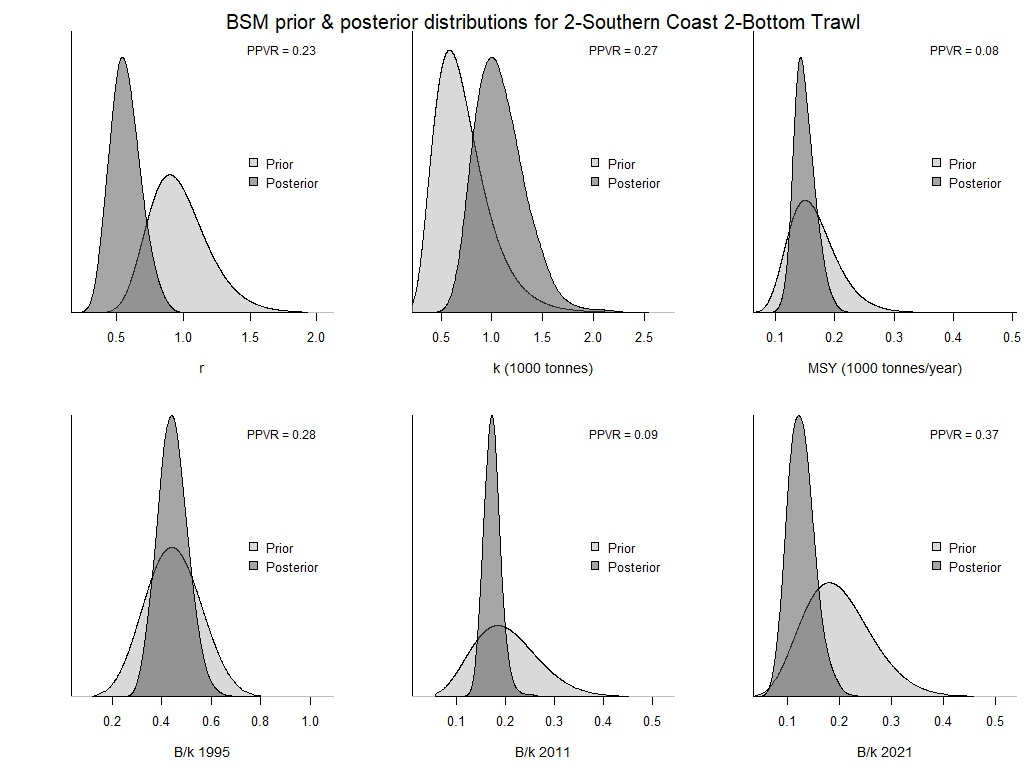 BSM prior & posterior distributions for 2-Southern Coast 2-Bottom Trawl
PPVR = 0.23
Prior
Posterior
0.5 1.0 1.5 2.0
r
PPVR = 0.27
Prior
Posterior
0.5 1.0 1.5 2.0 2.5
k (1000 tonnes)
PPVR = 0.08
Prior
Posterior
0.1 0.2 0.3 0.4 0.5
MSY (1000 tonnes/year)
PPVR = 0.28
Prior
Posterior
0.2 0.4 0.6 0.8 1.0
B/k 1995
PPVR = 0.09
Prior
Posterior
0.1 0.2 0.3 0.4 0.5
B/k 2011
PPVR = 0.37
Prior
Posterior
0.1 0.2 0.3 0.4 0.5
B/k 2021